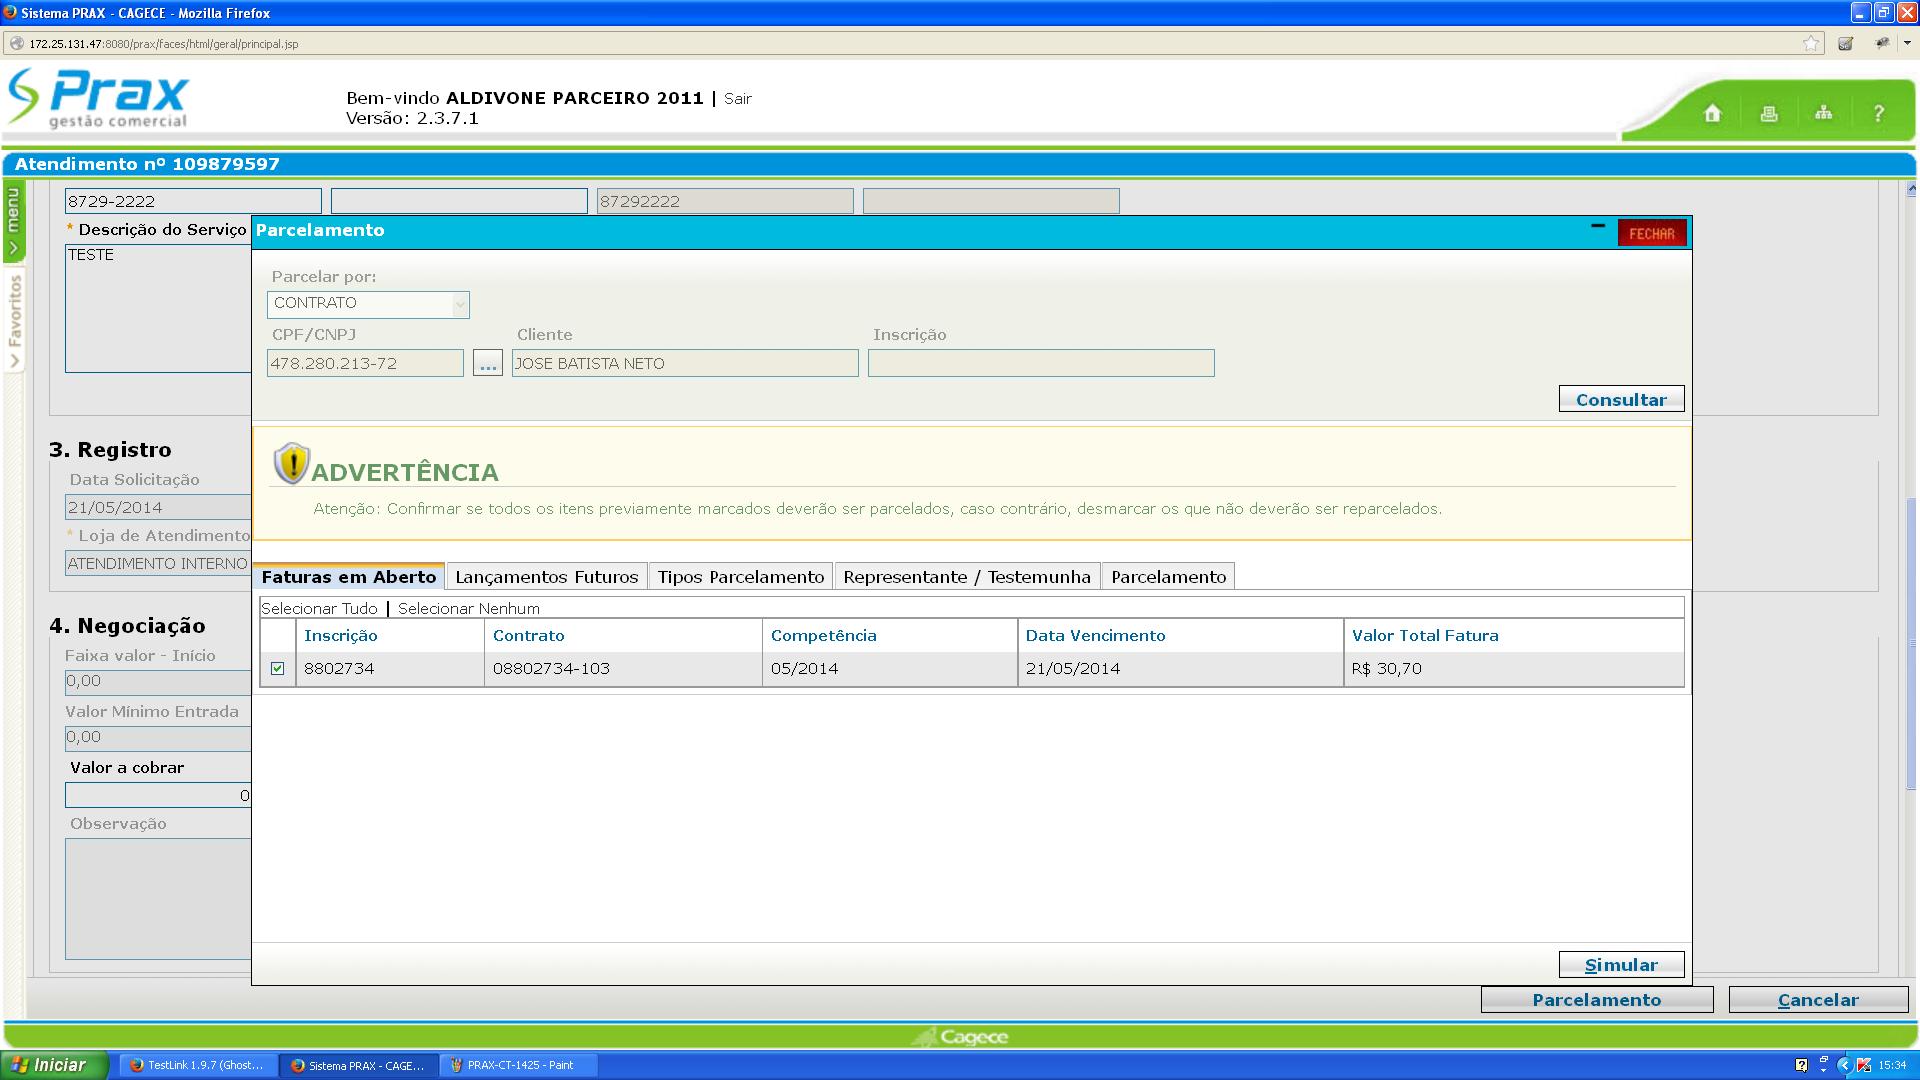 Sistema PRAX - CAGECE - Mozilla Firefox
172.25.131.47:8080/prax/faces/html/geral/principal.jsp
Prax
gestão comercial
Bem-vindo ALDIVONE PARCEIRO 2011 | Sair
Versão: 2.3.7.1
?
Atendimento nº 109879597
menu
Favoritos
8729-2222
87292222
* Descrição do Serviço
TESTE
Parcelamento
FECHAR
Parcelar por:
CONTRATO
CPF/CNPJ Cliente Inscrição
478.280.213-72 ... JOSE BATISTA NETO
Consultar
ADVERTÊNCIA
Atenção: Confirmar se todos os itens previamente marcados deverão ser parcelados, caso contrário, desmarcar os que não deverão ser reparcelados.
Faturas em Aberto Lançamentos Futuros Tipos Parcelamento Representante / Testemunha Parcelamento
Selecionar Tudo | Selecionar Nenhum
Inscrição Contrato Competência Data Vencimento Valor Total Fatura
8802734 08802734-103 05/2014 21/05/2014 R$ 30,70
Simular
3. Registro
Data Solicitação
21/05/2014
* Loja de Atendimento
ATENDIMENTO INTERNO
4. Negociação
Faixa valor - Início
0,00
Valor Mínimo Entrada
0,00
Valor a cobrar
0
Observação
Parcelamento Cancelar
Cagece
Iniciar
TestLink 1.9.7 (Ghost...
Sistema PRAX - CAGE...
PRAX-CT-1425 - Paint
15:34